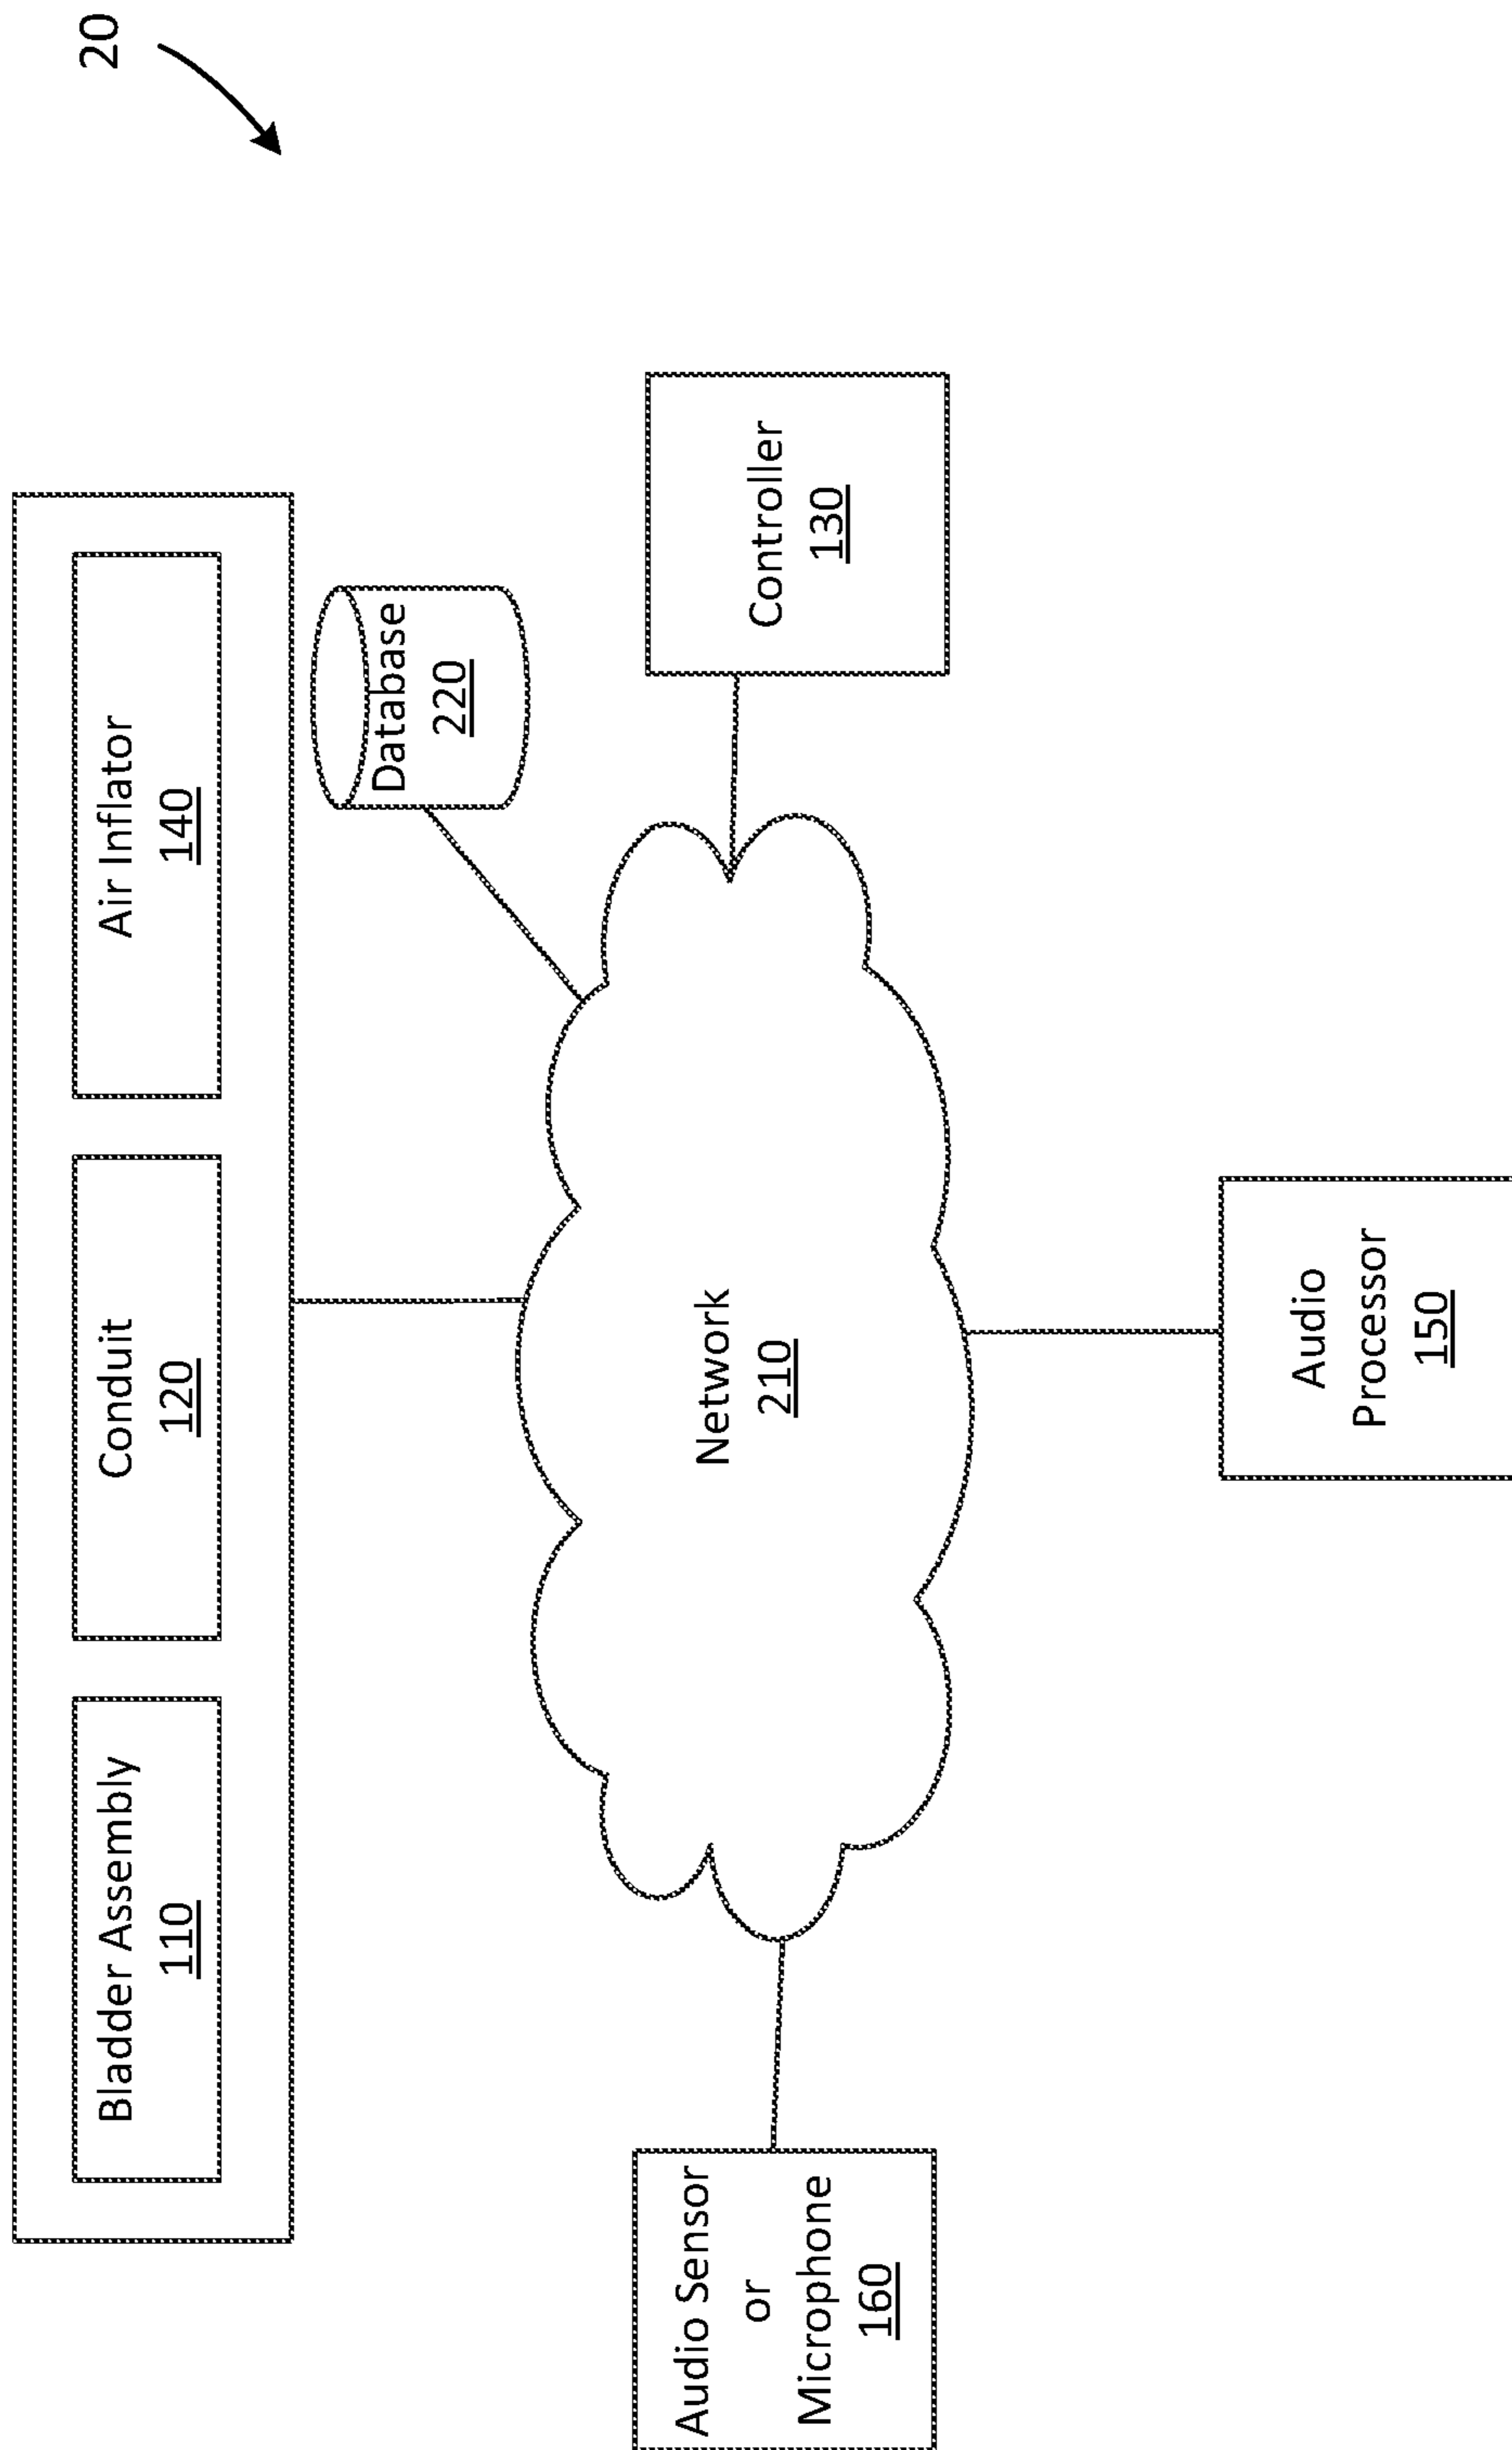 20
Bladder Assembly
110
Conduit
120
Air Inflator
140
Database
220
Audio Sensor
or
Microphone
160
Network
210
Controller
130
Audio
Processor
150